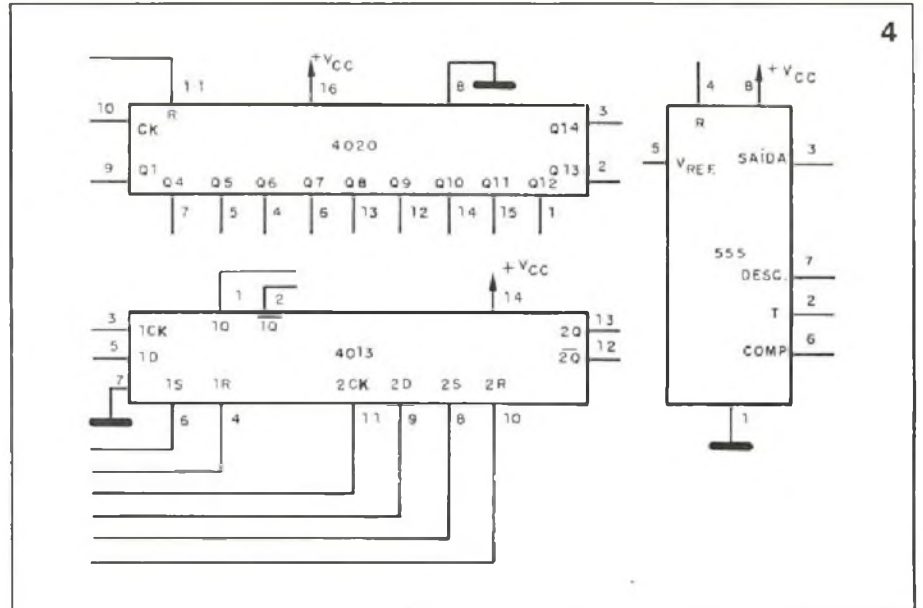 4
11
+VCC
16
8
10
R
CK
4020
Q14
3
9
Q1
Q13
2
Q4 Q5 Q6 Q7 Q8 Q9 Q10 Q11 Q12
7 5 4 6 13 12 14 15 1
4
8
+VCC
R
5
VREF.
SAÍDA
3
555
DESC.
7
T
2
COMP
6
1
1
2
+VCC
14
3
1CK
1Q
1Q
2Q
13
5
1D
4013
2Q
12
7
1S 1R 2CK 2D 2S 2R
6 4 11 9 8 10